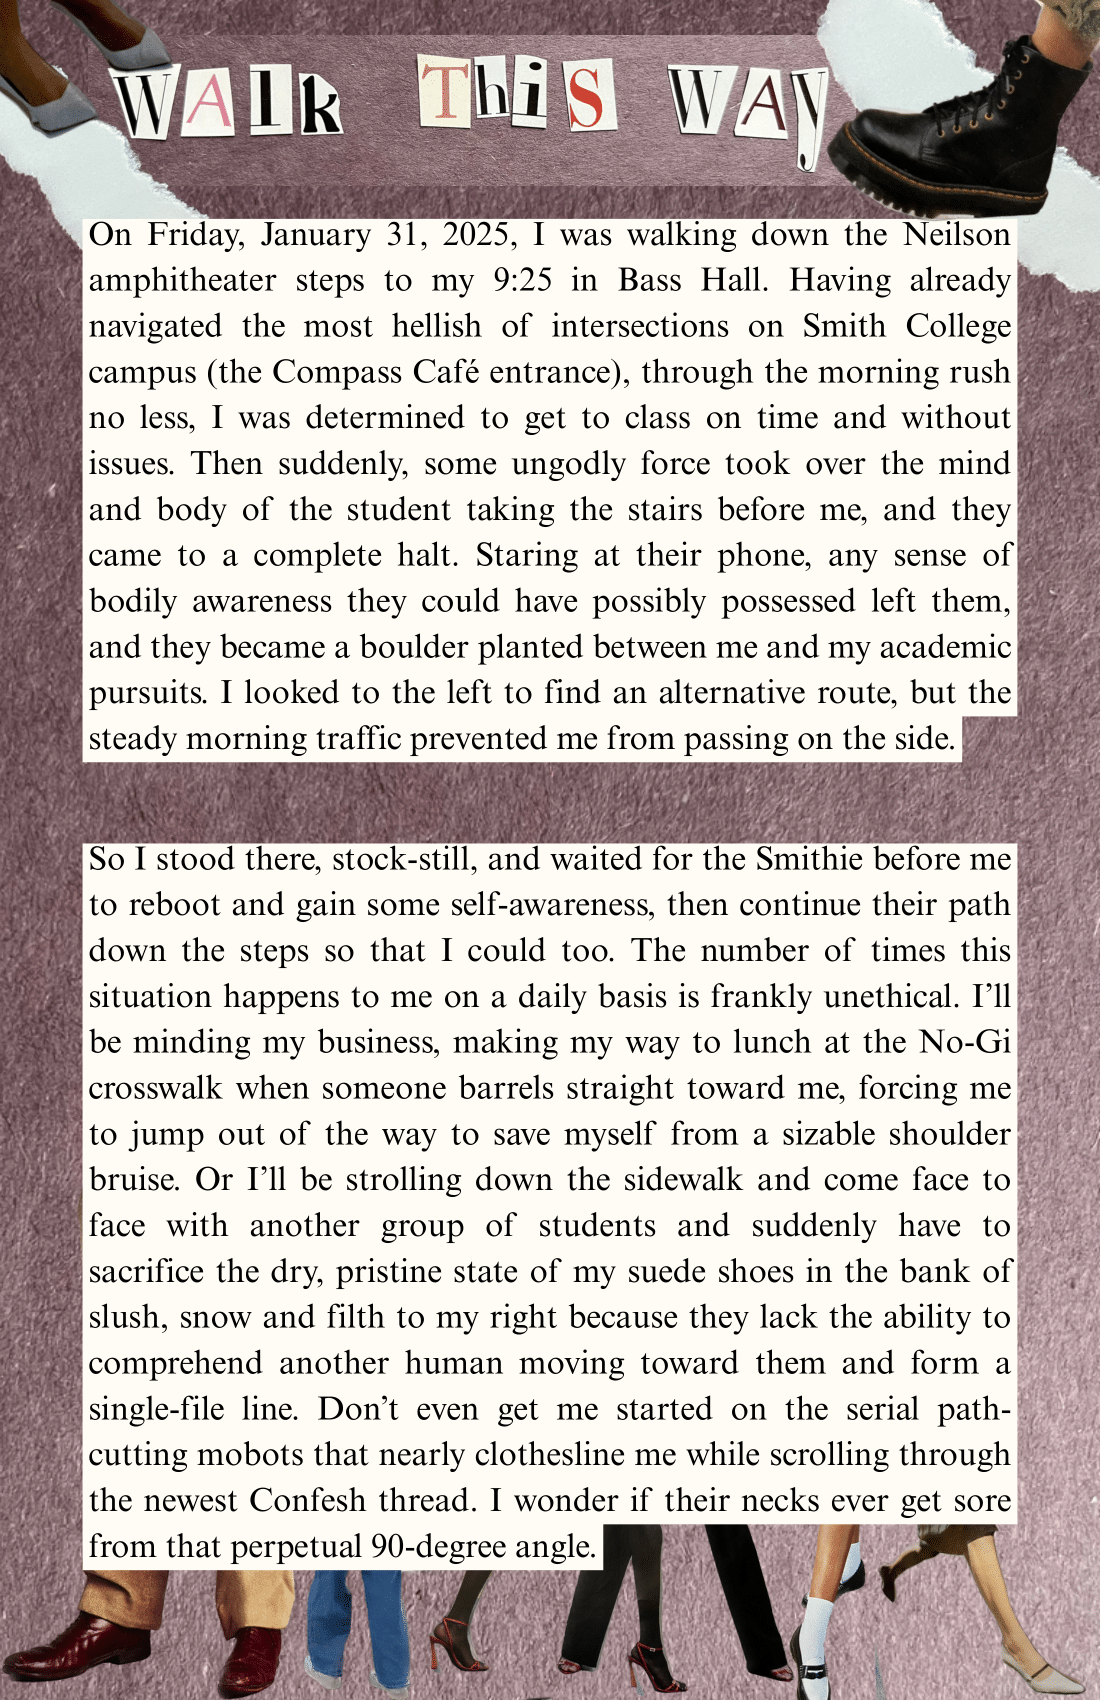 WAlk ThiS WAy
On Friday, January 31, 2025, I was walking down the Neilson
amphitheater steps to my 9:25 in Bass Hall. Having already
navigated the most hellish of intersections on Smith College
campus (the Compass Café entrance), through the morning rush
no less, I was determined to get to class on time and without
issues. Then suddenly, some ungodly force took over the mind
and body of the student taking the stairs before me, and they
came to a complete halt. Staring at their phone, any sense of
bodily awareness they could have possibly possessed left them,
and they became a boulder planted between me and my academic
pursuits. I looked to the left to find an alternative route, but the
steady morning traffic prevented me from passing on the side.
So I stood there, stock-still, and waited for the Smithie before me
to reboot and gain some self-awareness, then continue their path
down the steps so that I could too. The number of times this
situation happens to me on a daily basis is frankly unethical. I’ll
be minding my business, making my way to lunch at the No-Gi
crosswalk when someone barrels straight toward me, forcing me
to jump out of the way to save myself from a sizable shoulder
bruise. Or I’ll be strolling down the sidewalk and come face to
face with another group of students and suddenly have to
sacrifice the dry, pristine state of my suede shoes in the bank of
slush, snow and filth to my right because they lack the ability to
comprehend another human moving toward them and form a
single-file line. Don’t even get me started on the serial path-
cutting mobots that nearly clothesline me while scrolling through
the newest Confesh thread. I wonder if their necks ever get sore
from that perpetual 90-degree angle.